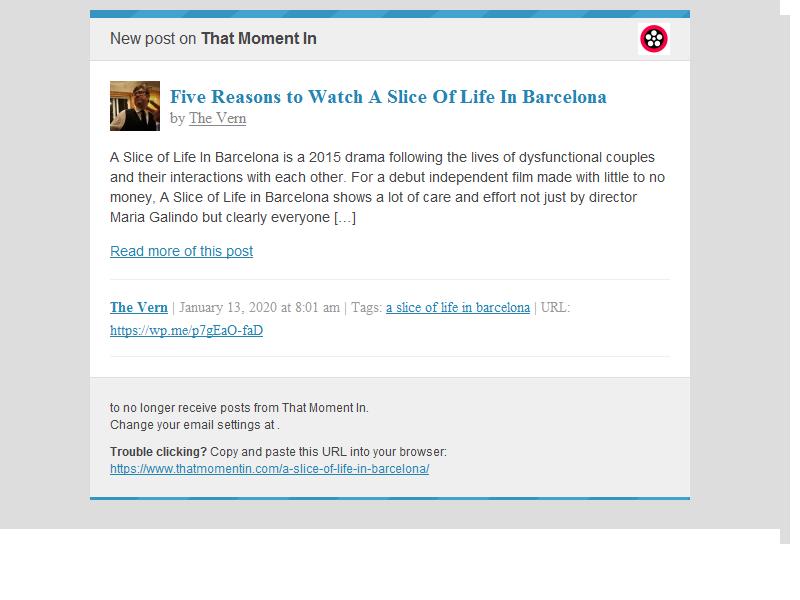 New post on That Moment In
Five Reasons to Watch A Slice Of Life In Barcelona
by The Vern
A Slice of Life In Barcelona is a 2015 drama following the lives of dysfunctional couples
and their interactions with each other. For a debut independent film made with little to no
money, A Slice of Life in Barcelona shows a lot of care and effort not just by director
Maria Galindo but clearly everyone […]
Read more of this post
The Vern | January 13, 2020 at 8:01 am | Tags: a slice of life in barcelona | URL:
https://wp.me/p7gEaO-faD
to no longer receive posts from That Moment In.
Change your email settings at .
Trouble clicking? Copy and paste this URL into your browser:
https://www.thatmomentin.com/a-slice-of-life-in-barcelona/